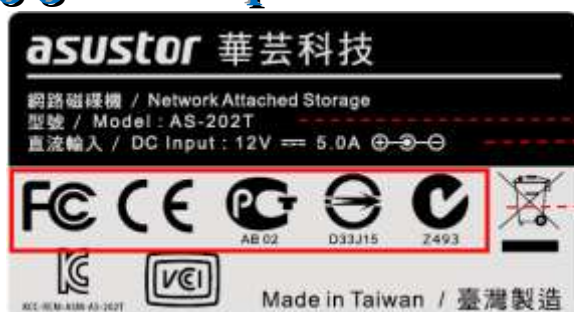 asustor 華芸科技
網路磁碟機 / Network Attached Storage
型號 / Model : AS-202T
直流輸入 / DC Input : 12V 5.0A
FC CE PCT
AB 02 D33J15 Z493
VCI
Made in Taiwan / 臺灣製造